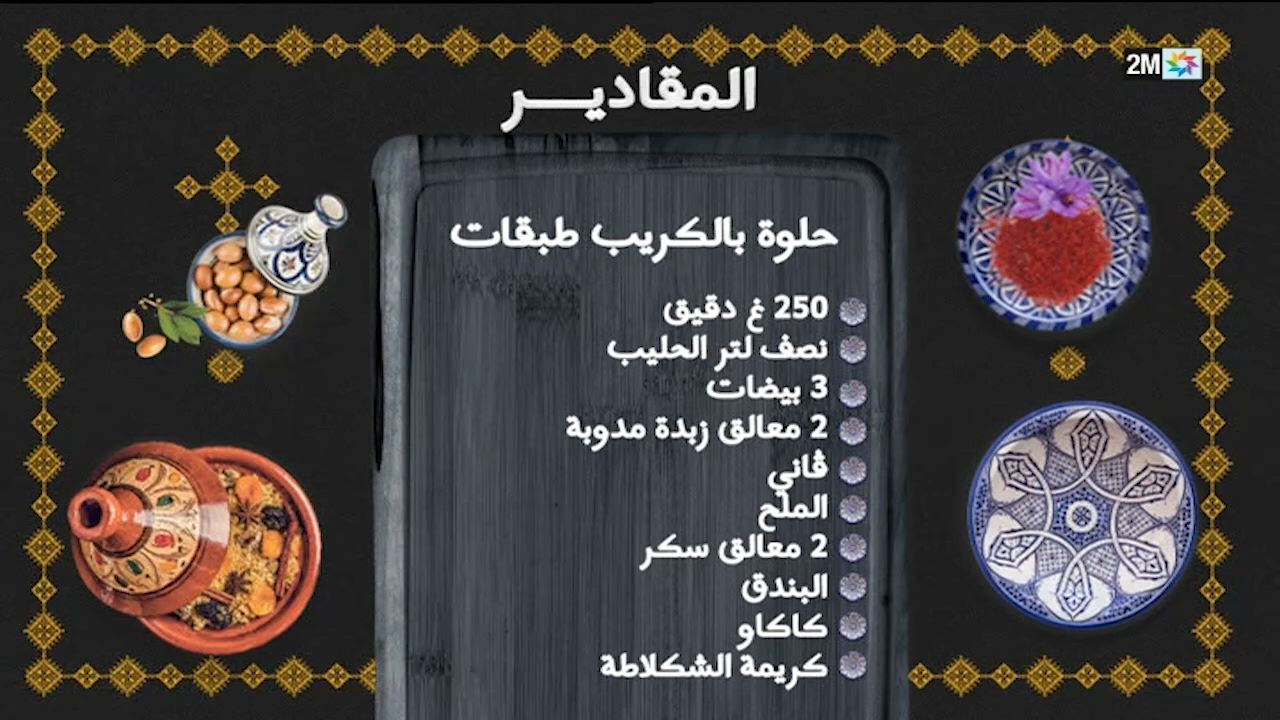 2M
المقاديـــر
حلوة بالكريب طبقات
250 غ دقيق
نصف لتر الحليب
3 بيضات
2 معالق زبدة مدوبة
ڤاني
الملح
2 معالق سكر
البندق
كاكاو
كريمة الشكلاطة